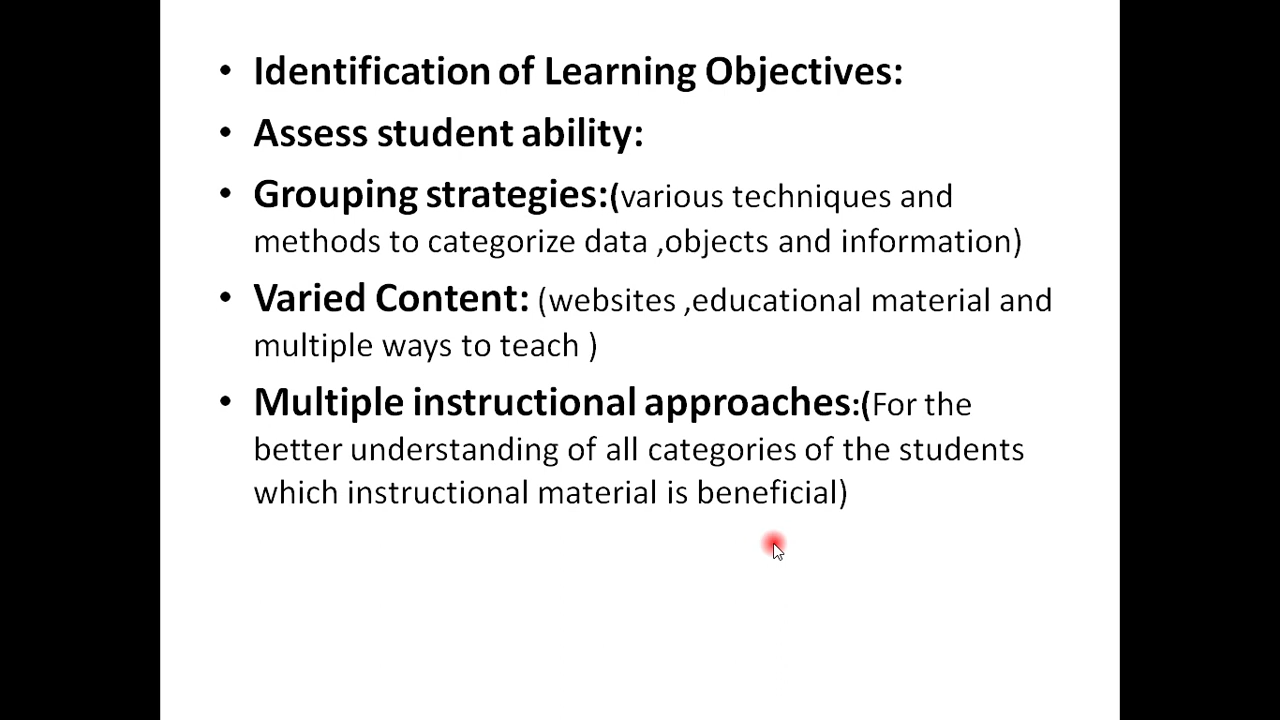 • Identification of Learning Objectives:
• Assess student ability:
• Grouping strategies:(various techniques and
methods to categorize data ,objects and information)
• Varied Content: (websites ,educational material and
multiple ways to teach )
• Multiple instructional approaches:(For the
better understanding of all categories of the students
which instructional material is beneficial)